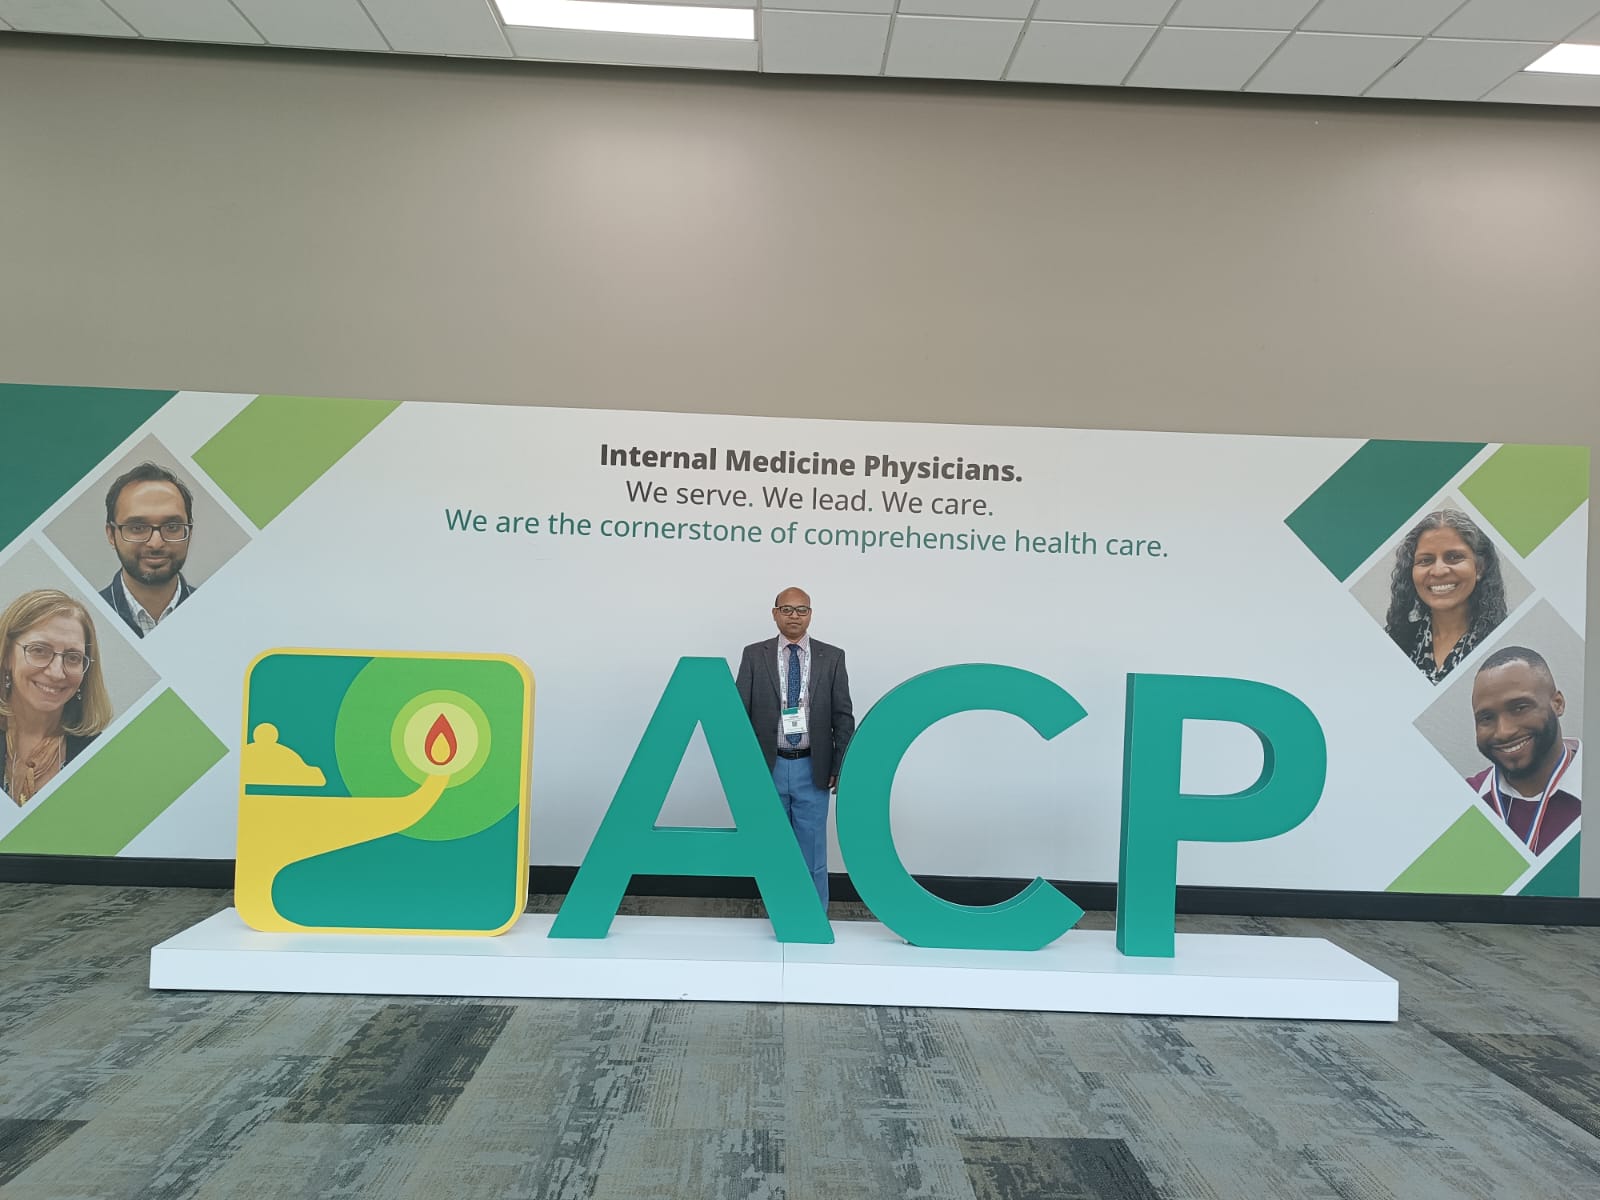 Internal Medicine Physicians.
We serve. We lead. We care.
We are the cornerstone of comprehensive health care.
ACP